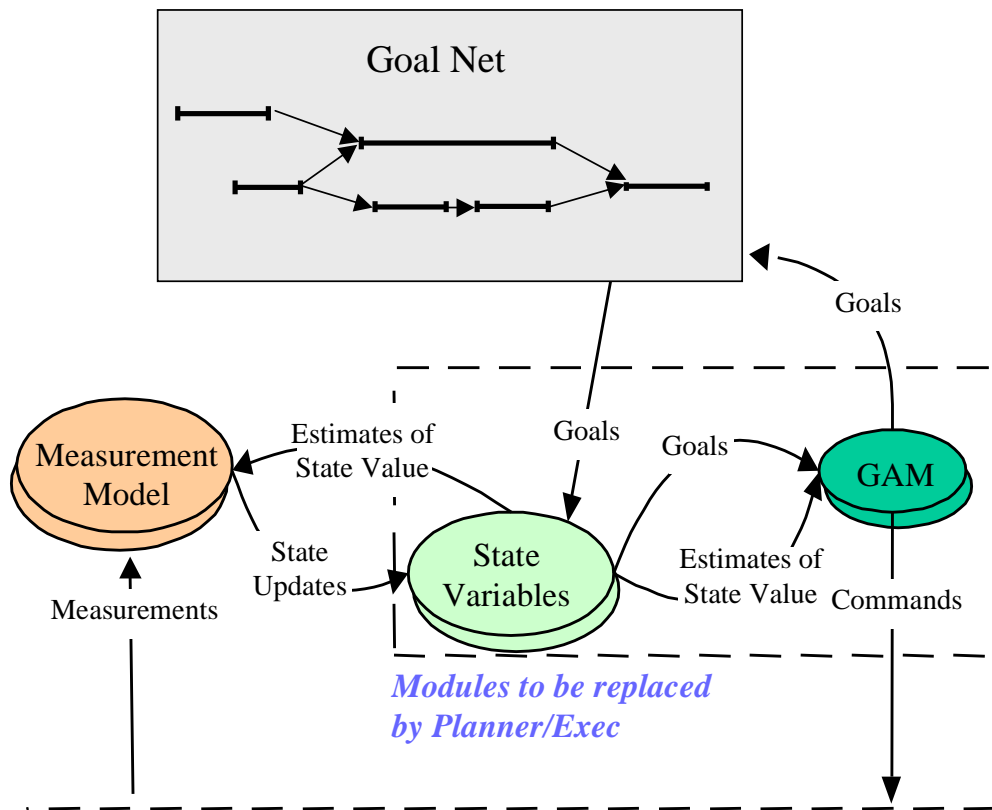 Goal Net
Goals
Goals
Estimates of
State Value
Goals
Measurement
Model
GAM
State
Updates
State
Variables
Estimates of
State Value
Measurements
Commands
Modules to be replaced
by Planner/Exec